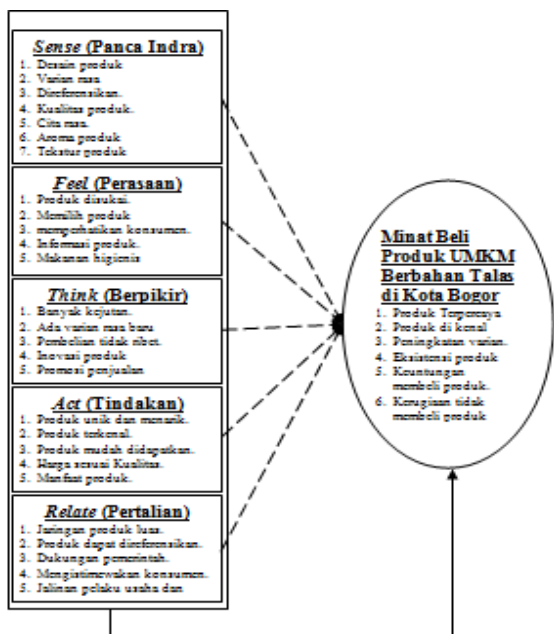 Sense (Panca Indra)
1. Desain produk
2. Varian rasa
3. Direferensikan.
4. Kualitas produk.
5. Cita rasa.
6. Aroma produk
7. Tekstur produk
Feel (Perasaan)
1. Produk disukai.
2. Memilih produk
3. memperhatikan konsumen.
4. Informasi produk.
5. Makanan higienis
Think (Berpikir)
1. Banyak kejutan.
2. Ada varian rasa baru
3. Pembelian tidak ribet.
4. Inovasi produk
5. Promosi penjualan
Act (Tindakan)
1. Produk unik dan menarik.
2. Produk terkenal.
3. Produk mudah didapatkan.
4. Harga sesuai Kualitas.
5. Manfaat produk.
Relate (Pertalian)
1. Jaringan produk luas.
2. Produk dapat direferensikan.
3. Dukungan pemerintah.
4. Mengistimewakan konsumen.
5. Jalinan pelaku usaha dan
Minat Beli
Produk UMKM
Berbahan Talas
di Kota Bogor
1. Produk Terpercaya
2. Produk di kenal
3. Peningkatan varian.
4. Eksistensi produk
5. Keuntungan
membeli produk.
6. Kerugiaan tidak
membeli produk